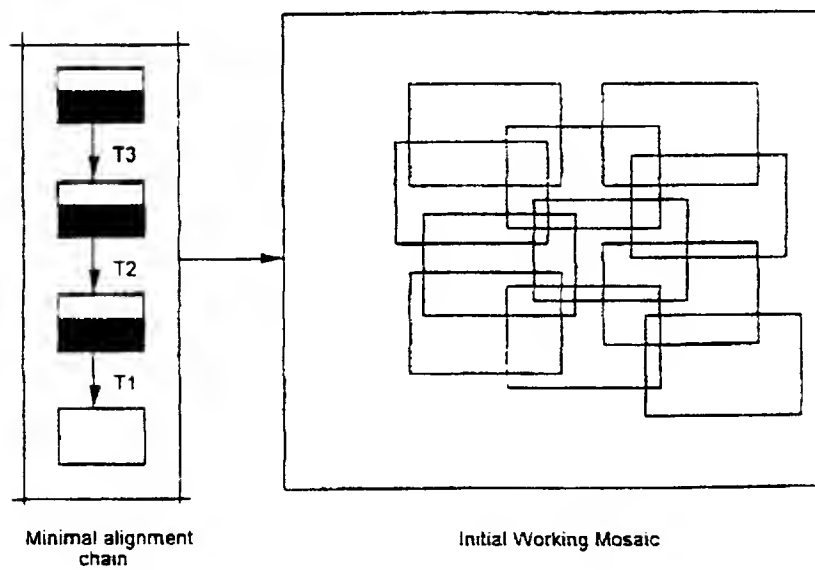 T3
T2
T1
Minimal alignment
chain
Initial Working Mosaic